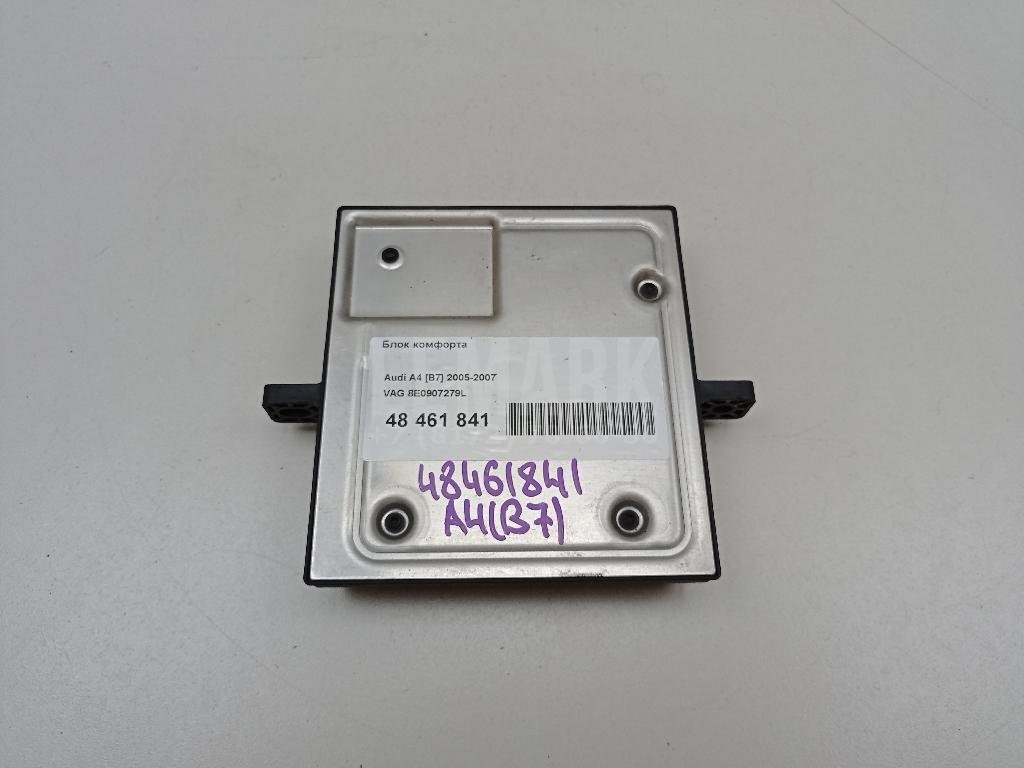 Блок комфорта
Audi A4 [B7] 2005-2007
VAG 8E0907279L
48 461 841
48461841
A4(B7)